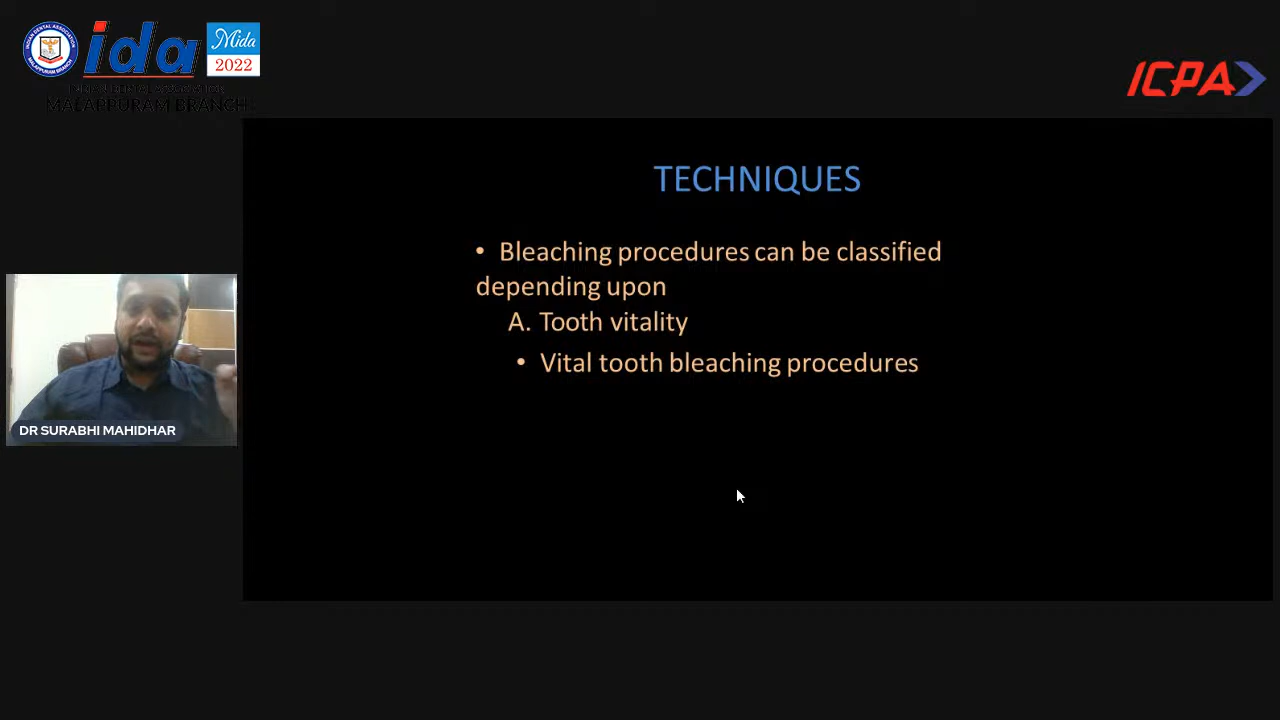 ida
Mida
2022
MALAPPURAM BRANCH
ICPA
TECHNIQUES
• Bleaching procedures can be classified
depending upon
A. Tooth vitality
• Vital tooth bleaching procedures
DR SURABHI MAHIDHAR